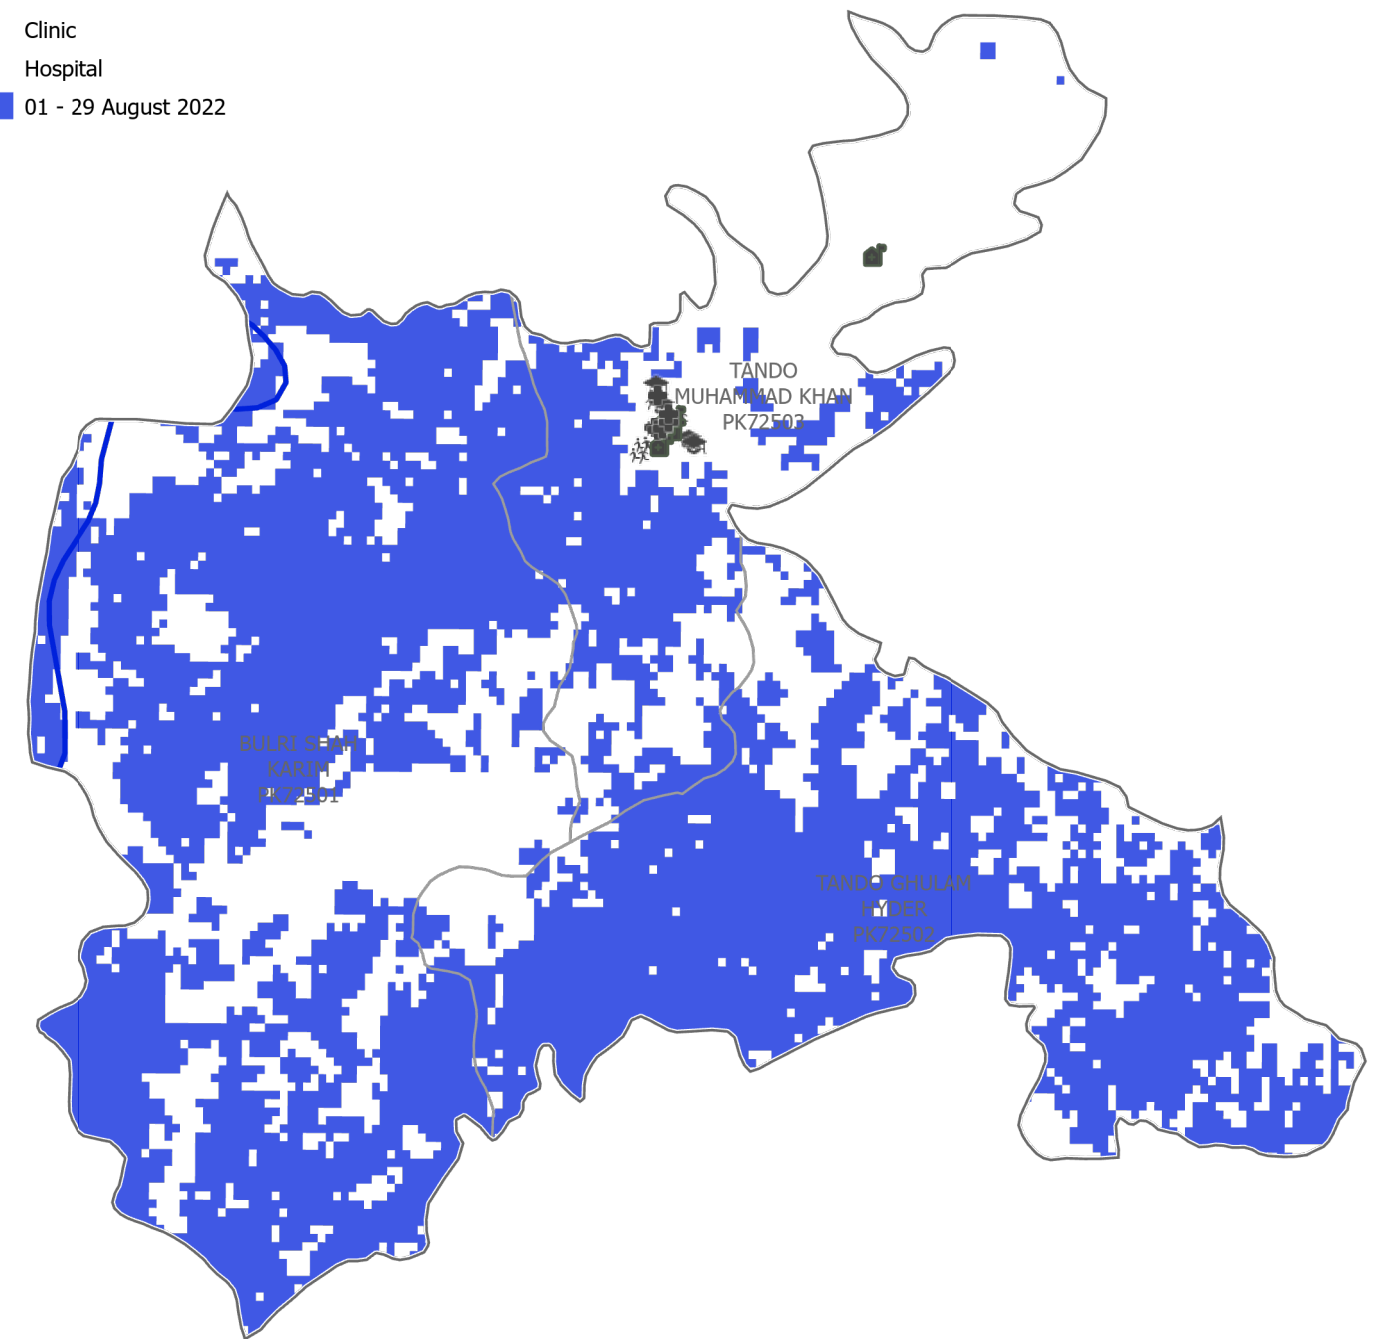 Clinic
Hospital
01 - 29 August 2022
TANDO
MUHAMMAD KHAN
PK72503
BULRI SHAH
KARIM
PK72501
TANDO GHULAM
HYDER
PK72502